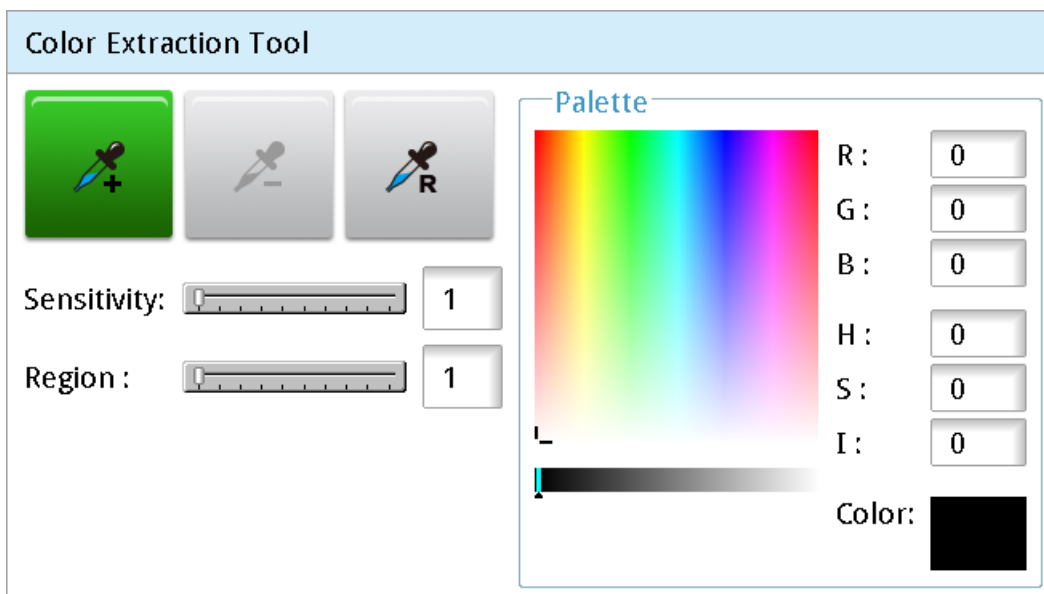 Color Extraction Tool
+
−
R
Sensitivity: 1
Region : 1
Palette
R : 0
G : 0
B : 0
H : 0
S : 0
I : 0
Color: